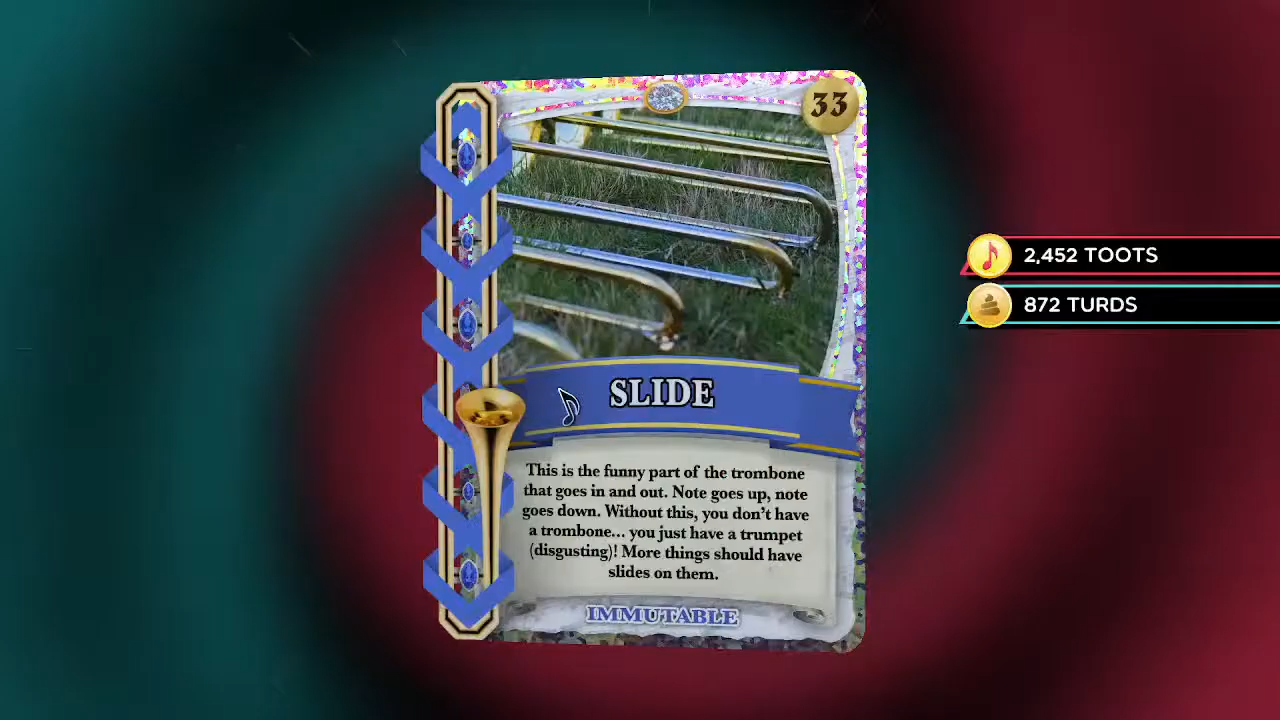 33
2,452 TOOTS
872 TURDS
SLIDE
This is the funny part of the trombone
that goes in and out. Note goes up, note
goes down. Without this, you don't have
a trombone... you just have a trumpet
(disgusting)! More things should have
slides on them.
IMMUTABLE